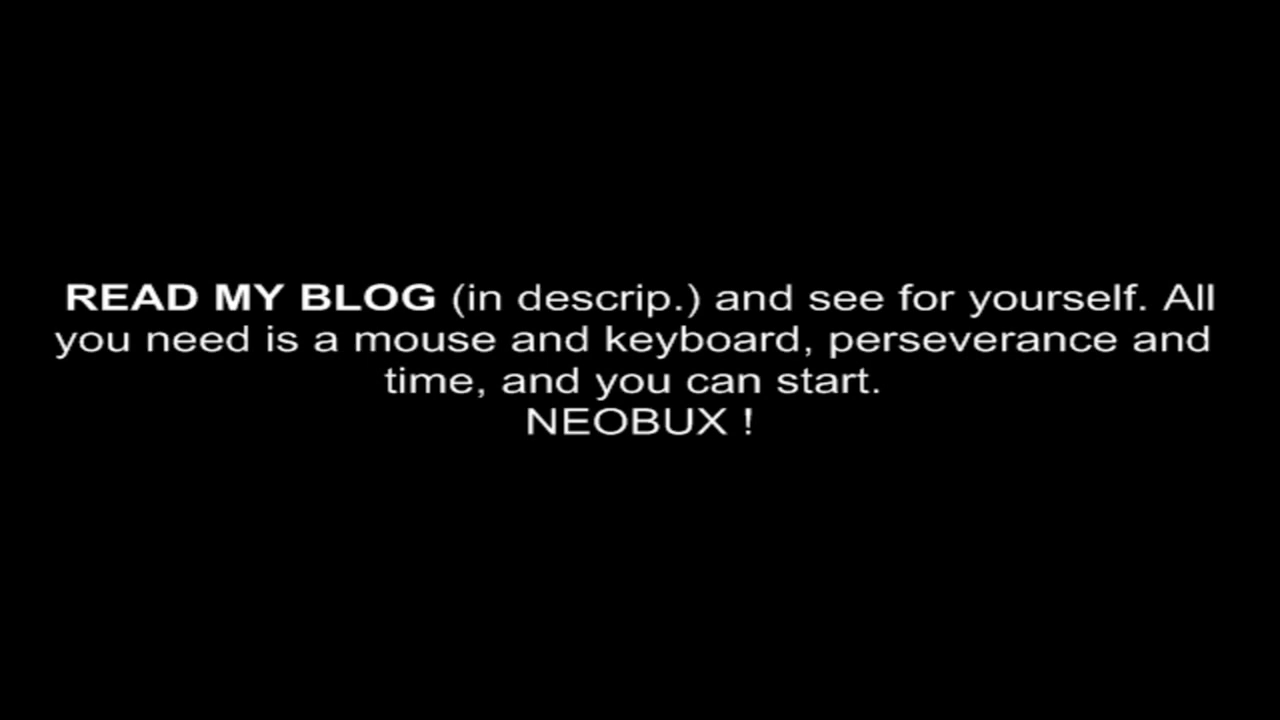 READ MY BLOG (in descrip.) and see for yourself. All
you need is a mouse and keyboard, perseverance and
time, and you can start.
NEOBUX !